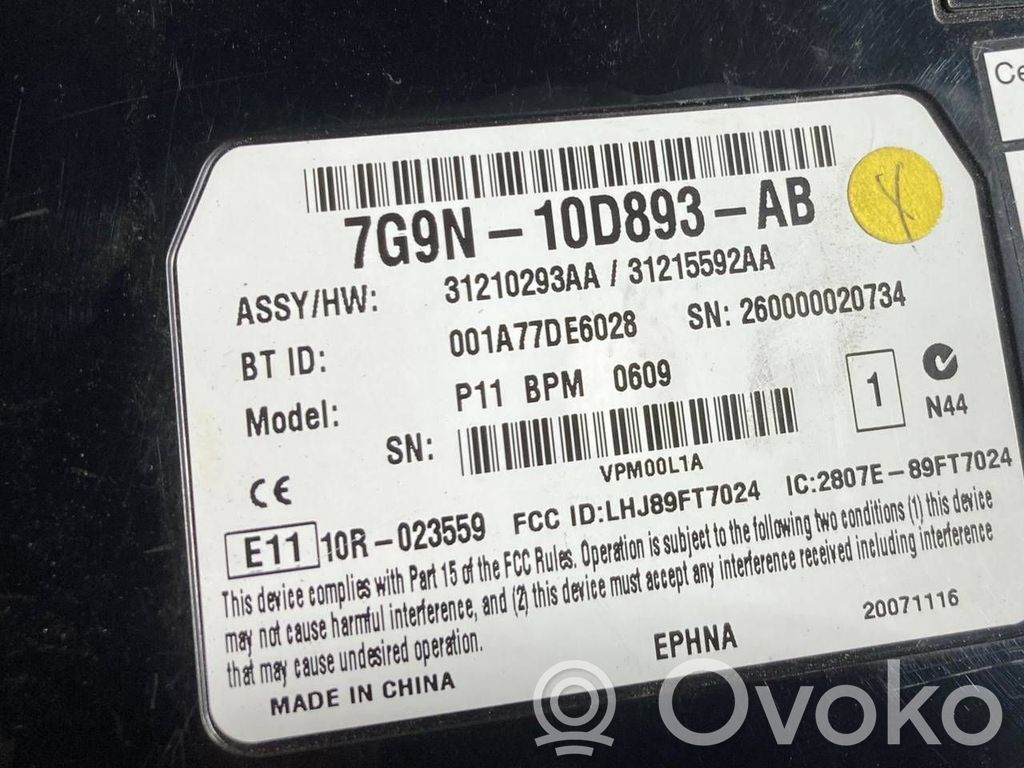 Ce
7G9N-10D893-AB
ASSY/HW: 31210293AA / 31215592AA
BT ID: 001A77DE6028 SN: 260000020734
Model: P11 BPM 0609
1
N44
SN:
VPM00L1A
CE
E11 10R-023559 FCC ID:LHJ89FT7024 IC:2807E-89FT7024
This device complies with Part 15 of the FCC Rules. Operation is subject to the following two conditions (1) this device
may not cause harmful interference, and (2) this device must accept any interference received including interference
that may cause undesired operation.
EPHNA
20071116
MADE IN CHINA
Ovoko